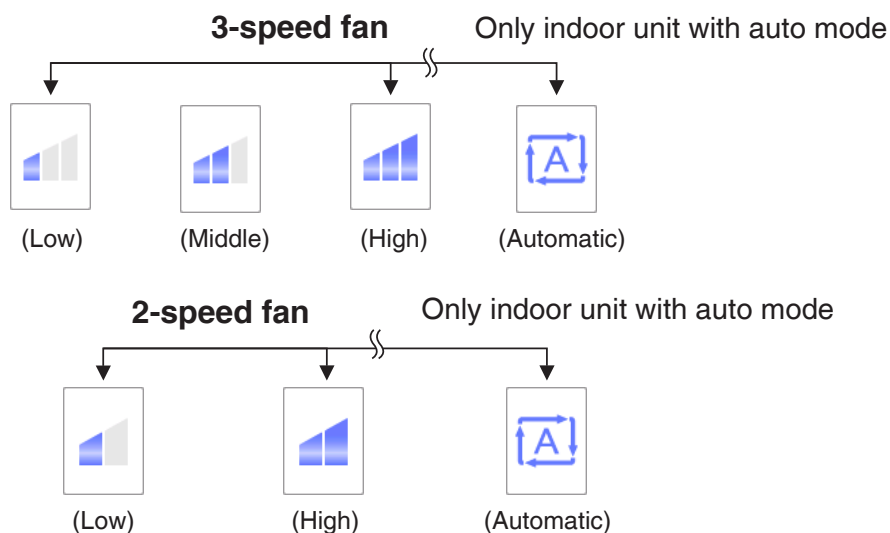 3-speed fan Only indoor unit with auto mode
A
(Low) (Middle) (High) (Automatic)
2-speed fan Only indoor unit with auto mode
A
(Low) (High) (Automatic)